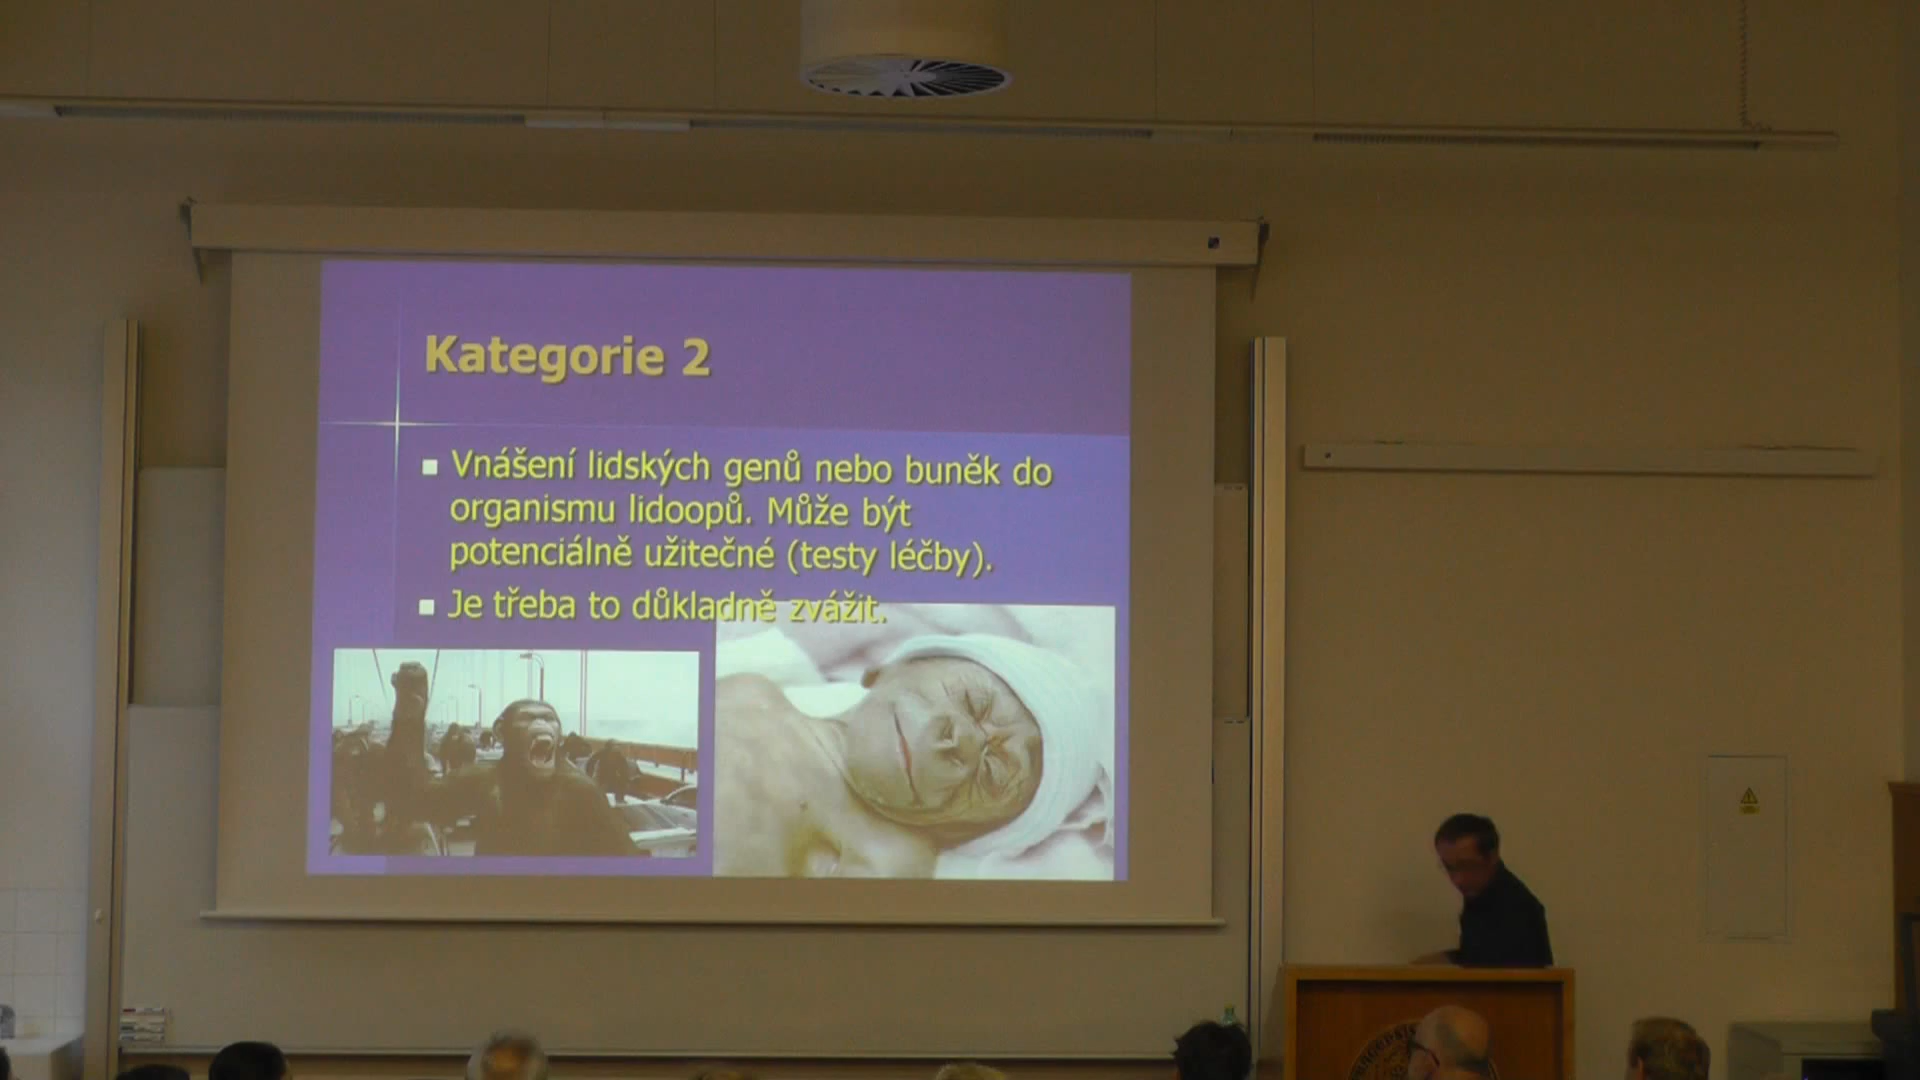 Kategorie 2
Vnášení lidských genů nebo buněk do
organismu lidoopů. Může být
potenciálně užitečné (testy léčby).
Je třeba to důkladně zvážit.